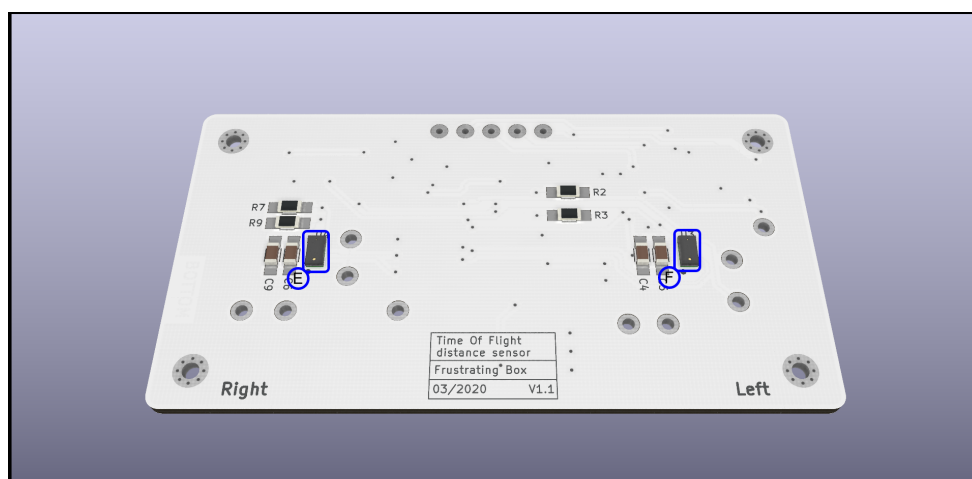 R7
R9
R2
R3
C9
E
C4
F
Time Of Flight
distance sensor
Frustrating Box
03/2020 V1.1
Right
Left
BOTTOM